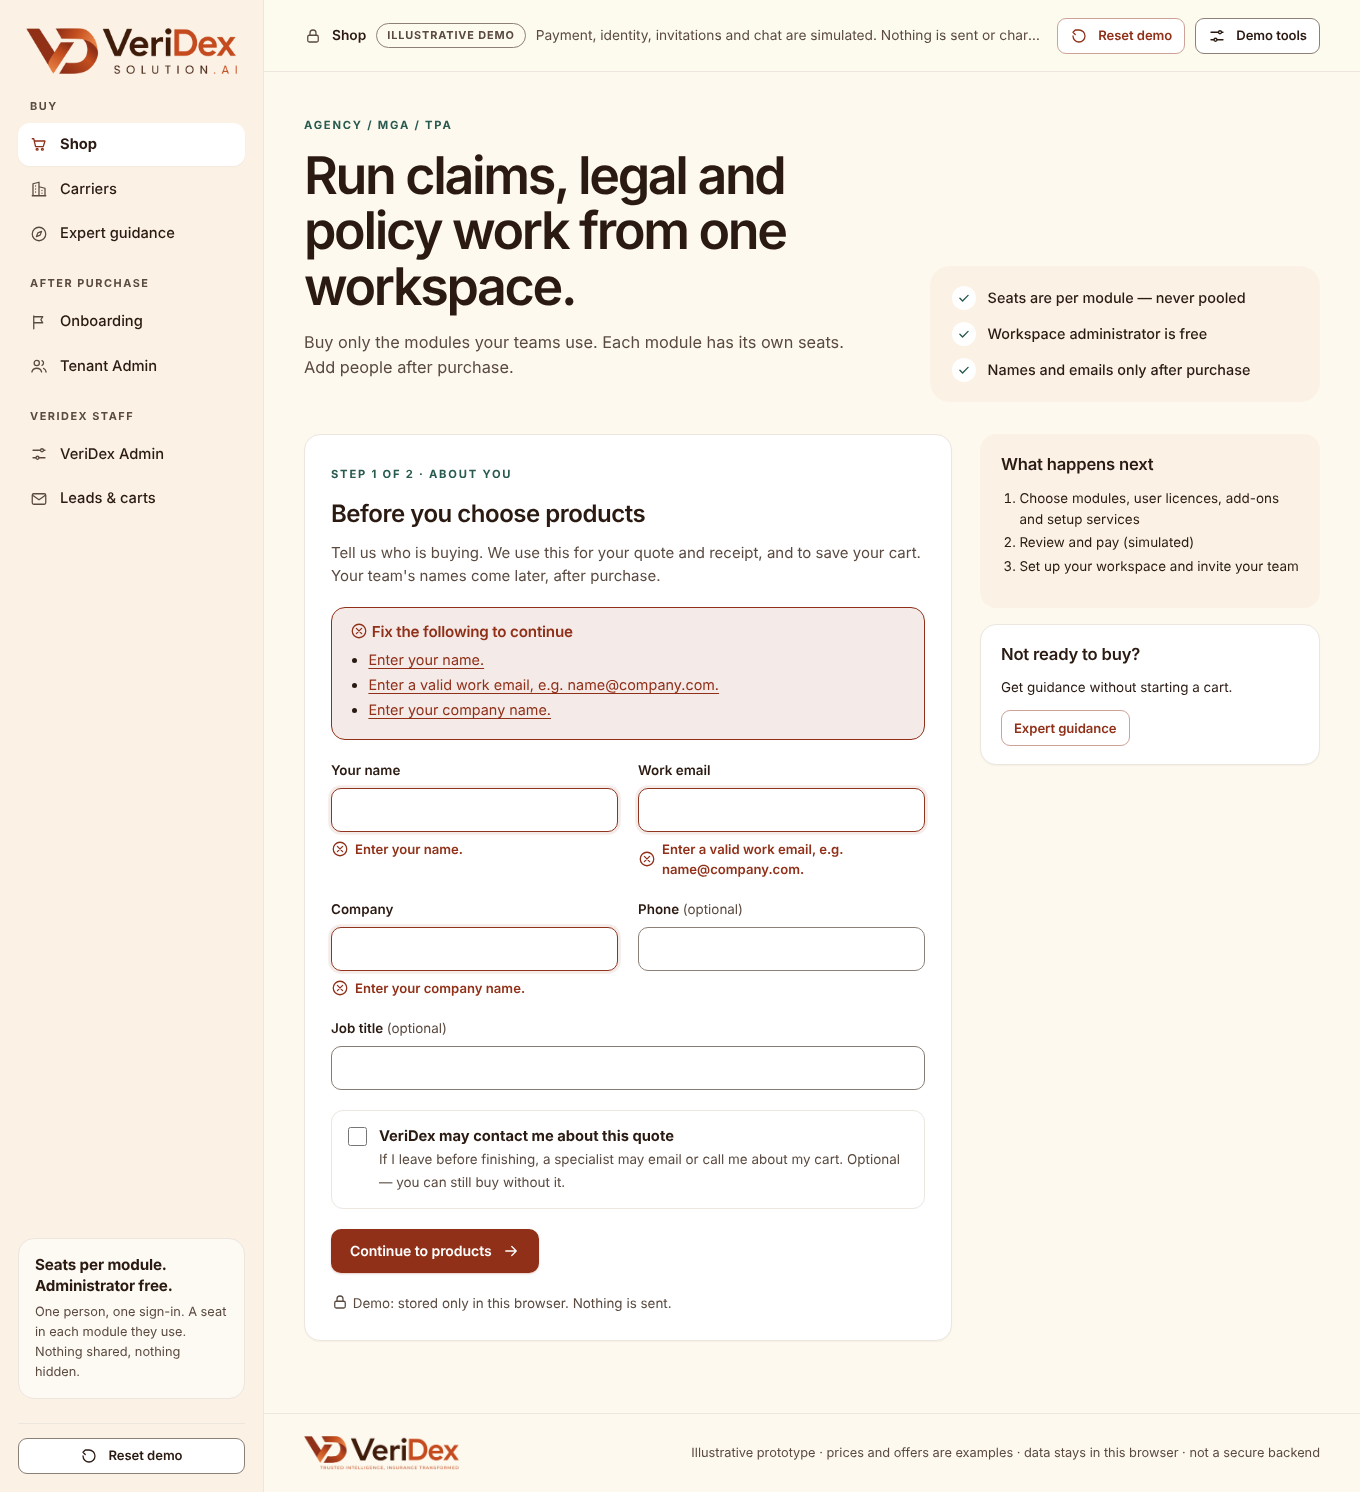 VeriDex
SOLUTION.AI
BUY
Shop
Carriers
Expert guidance
AFTER PURCHASE
Onboarding
Tenant Admin
VERIDEX STAFF
VeriDex Admin
Leads & carts
Seats per module.
Administrator free.
One person, one sign-in. A seat
in each module they use.
Nothing shared, nothing
hidden.
Reset demo
Shop
ILLUSTRATIVE DEMO
Payment, identity, invitations and chat are simulated. Nothing is sent or char...
Reset demo
Demo tools
AGENCY / MGA / TPA
Run claims, legal and
policy work from one
workspace.
Buy only the modules your teams use. Each module has its own seats.
Add people after purchase.
Seats are per module — never pooled
Workspace administrator is free
Names and emails only after purchase
STEP 1 OF 2 · ABOUT YOU
Before you choose products
Tell us who is buying. We use this for your quote and receipt, and to save your cart.
Your team's names come later, after purchase.
Fix the following to continue
Enter your name.
Enter a valid work email, e.g. name@company.com.
Enter your company name.
Your name
Work email
Enter your name.
Enter a valid work email, e.g.
name@company.com.
Company
Phone (optional)
Enter your company name.
Job title (optional)
VeriDex may contact me about this quote
If I leave before finishing, a specialist may email or call me about my cart. Optional
— you can still buy without it.
Continue to products
Demo: stored only in this browser. Nothing is sent.
What happens next
1. Choose modules, user licences, add-ons
and setup services
2. Review and pay (simulated)
3. Set up your workspace and invite your team
Not ready to buy?
Get guidance without starting a cart.
Expert guidance
VeriDex
TRUSTED INTELLIGENCE, INSURANCE TRANSFORMED
Illustrative prototype · prices and offers are examples · data stays in this browser · not a secure backend